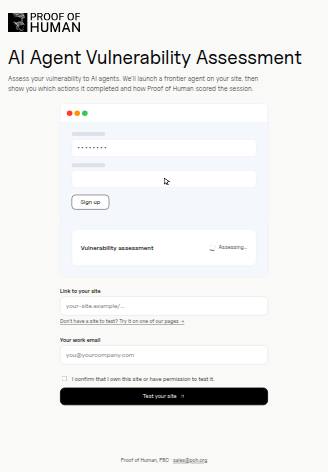 PROOF OF
HUMAN
AI Agent Vulnerability Assessment
Assess your vulnerability to AI agents. We'll launch a frontier agent on your site, then
show you which actions it completed and how Proof of Human scored the session.
Sign up
Vulnerability assessment
Assessing...
Link to your site
your-site.example/...
Don't have a site to test? Try it on one of our pages →
Your work email
you@yourcompany.com
I confirm that I own this site or have permission to test it.
Test your site
Proof of Human, PBC sales@poh.org